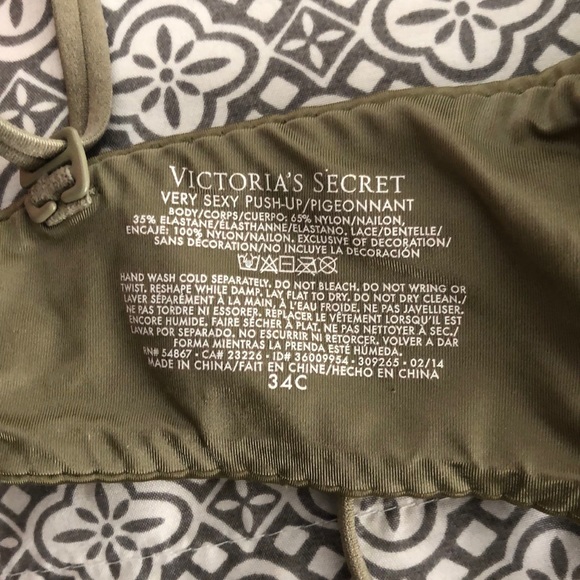 VICTORIA'S SECRET
VERY SEXY PUSH-UP/PIGEONNANT
BODY/CORPS/CUERPO: 65% NYLON/NAILON,
35% ELASTANE/ÉLASTHANNE/ELASTANO. LACE/DENTELLE/
ENCAJE: 100% NYLON/NAILON. EXCLUSIVE OF DECORATION/
SANS DÉCORATION/NO INCLUYE LA DECORACIÓN
HAND WASH COLD SEPARATELY. DO NOT BLEACH. DO NOT WRING OR
TWIST. RESHAPE WHILE DAMP. LAY FLAT TO DRY. DO NOT DRY CLEAN./
LAVER SÉPARÉMENT À LA MAIN, À L'EAU FROIDE. NE PAS JAVELLISER.
NE PAS TORDRE NI ESSORER. REPLACER LE VÊTEMENT LORSQU'IL EST
ENCORE HUMIDE. FAIRE SÉCHER À PLAT. NE PAS NETTOYER À SEC./
LAVAR POR SEPARADO. NO ESCURRIR NI RETORCER. VOLVER A DAR
FORMA MIENTRAS LA PRENDA ESTÉ HÚMEDA.
RN# 54867 • CA# 23226 • ID# 36009954 • 309265 • 02/14
MADE IN CHINA/FAIT EN CHINE/HECHO EN CHINA
34C